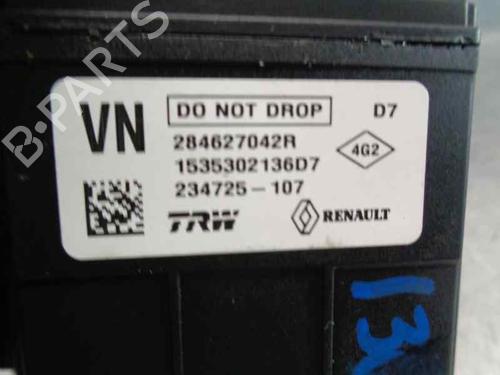 DO NOT DROP D7
VN
284627042R
4G2
1535302136D7
234725-107
TRW RENAULT
B-PARTS